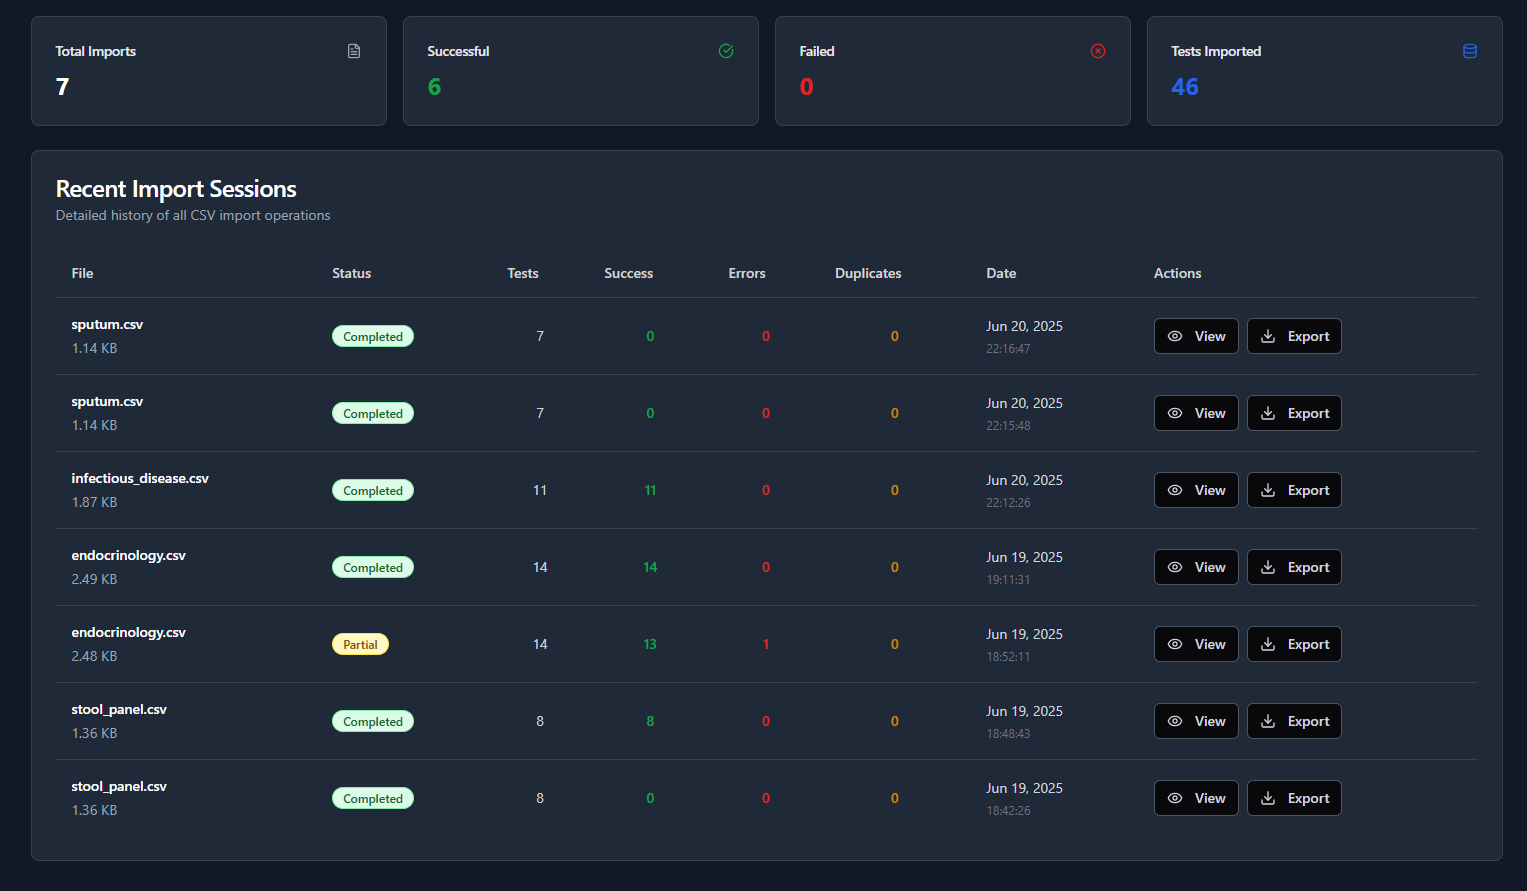 Total Imports
7
Successful
6
Failed
0
Tests Imported
46
Recent Import Sessions
Detailed history of all CSV import operations
File Status Tests Success Errors Duplicates Date Actions
sputum.csv
1.14 KB
Completed 7 0 0 0
Jun 20, 2025
22:16:47
View Export
sputum.csv
1.14 KB
Completed 7 0 0 0
Jun 20, 2025
22:15:48
View Export
infectious_disease.csv
1.87 KB
Completed 11 11 0 0
Jun 20, 2025
22:12:26
View Export
endocrinology.csv
2.49 KB
Completed 14 14 0 0
Jun 19, 2025
19:11:31
View Export
endocrinology.csv
2.48 KB
Partial 14 13 1 0
Jun 19, 2025
18:52:11
View Export
stool_panel.csv
1.36 KB
Completed 8 8 0 0
Jun 19, 2025
18:48:43
View Export
stool_panel.csv
1.36 KB
Completed 8 0 0 0
Jun 19, 2025
18:42:26
View Export